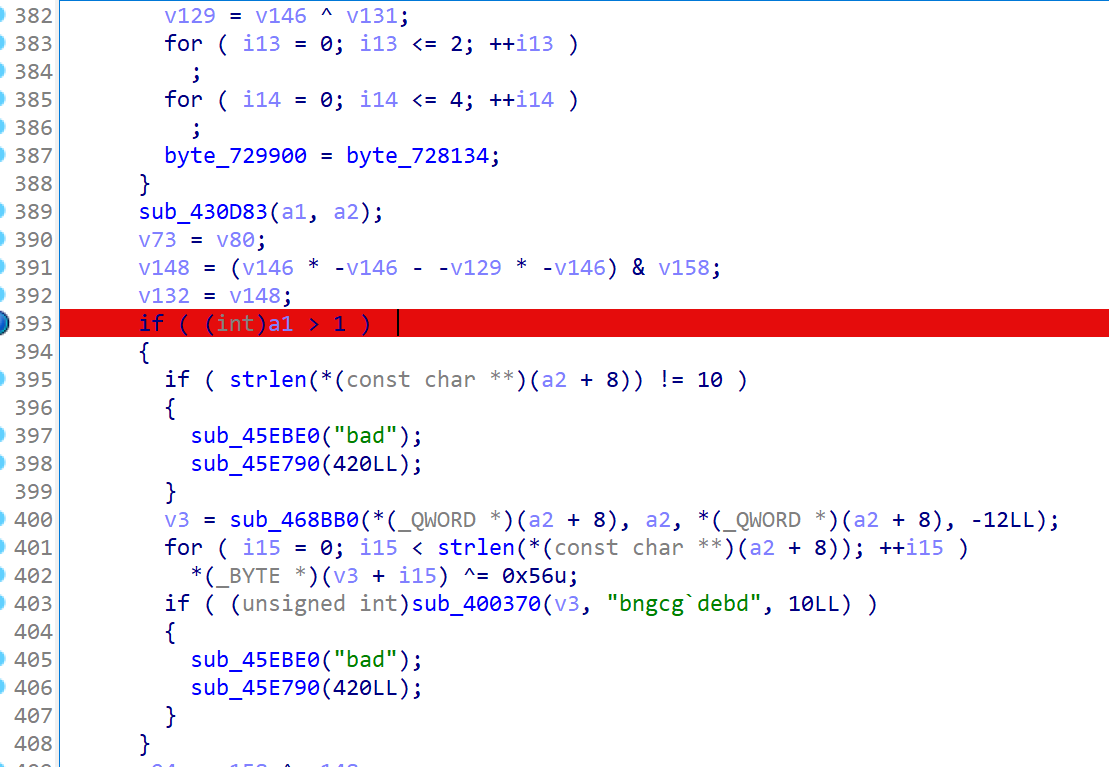 382 v129 = v146 ^ v131;
383 for ( i13 = 0; i13 <= 2; ++i13 )
384 ;
385 for ( i14 = 0; i14 <= 4; ++i14 )
386 ;
387 byte_729900 = byte_728134;
388 }
389 sub_430D83(a1, a2);
390 v73 = v80;
391 v148 = (v146 * -v146 - -v129 * -v146) & v158;
392 v132 = v148;
393 if ( (int)a1 > 1 )
394 {
395 if ( strlen(*(const char **)(a2 + 8)) != 10 )
396 {
397 sub_45EBE0("bad");
398 sub_45E790(420LL);
399 }
400 v3 = sub_468BB0(*(_QWORD *)(a2 + 8), a2, *(_QWORD *)(a2 + 8), -12LL);
401 for ( i15 = 0; i15 < strlen(*(const char **)(a2 + 8)); ++i15 )
402 *(_BYTE *)(v3 + i15) ^= 0x56u;
403 if ( (unsigned int)sub_400370(v3, "bngcg`debd", 10LL) )
404 {
405 sub_45EBE0("bad");
406 sub_45E790(420LL);
407 }
408 }